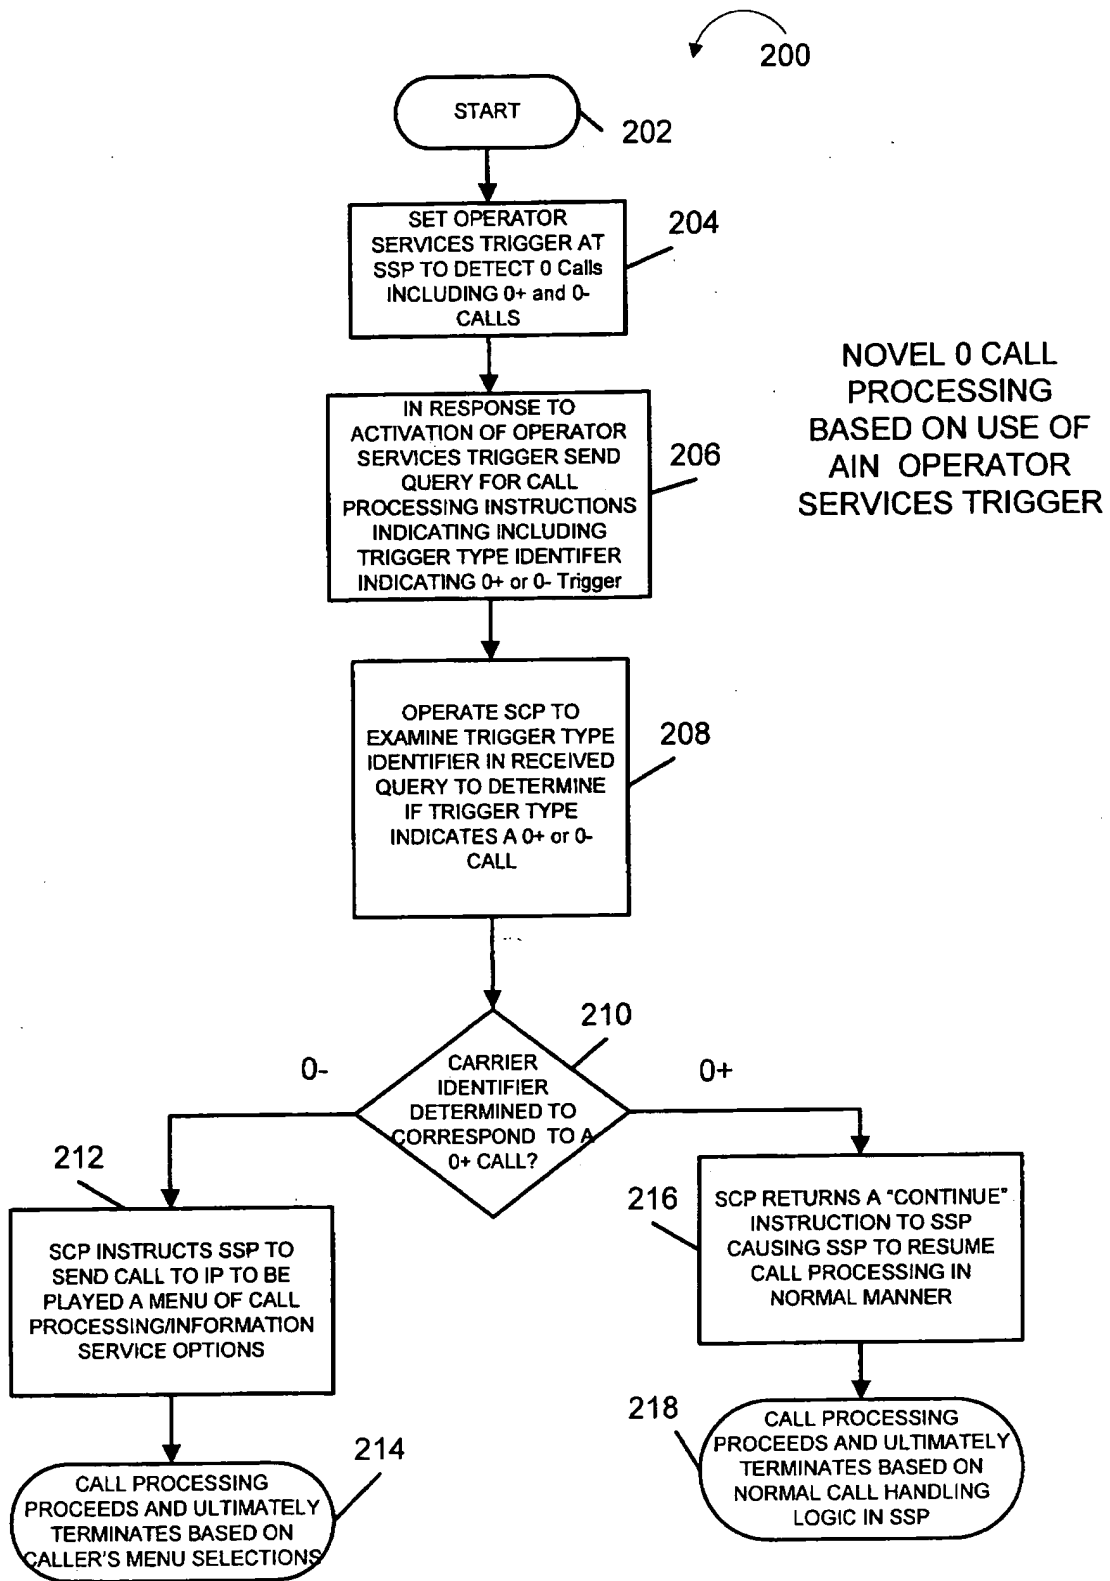 200
START
202
SET OPERATOR
SERVICES TRIGGER AT
SSP TO DETECT 0 Calls
INCLUDING 0+ and 0-
CALLS
204
NOVEL 0 CALL
PROCESSING
BASED ON USE OF
AIN OPERATOR
SERVICES TRIGGER
IN RESPONSE TO
ACTIVATION OF OPERATOR
SERVICES TRIGGER SEND
QUERY FOR CALL
PROCESSING INSTRUCTIONS
INDICATING INCLUDING
TRIGGER TYPE IDENTIFER
INDICATING 0+ or 0- Trigger
206
OPERATE SCP TO
EXAMINE TRIGGER TYPE
IDENTIFIER IN RECEIVED
QUERY TO DETERMINE
IF TRIGGER TYPE
INDICATES A 0+ or 0-
CALL
208
210
0-
CARRIER
IDENTIFIER
DETERMINED TO
CORRESPOND TO A
0+ CALL?
0+
212
SCP INSTRUCTS SSP TO
SEND CALL TO IP TO BE
PLAYED A MENU OF CALL
PROCESSING/INFORMATION
SERVICE OPTIONS
216
SCP RETURNS A "CONTINUE"
INSTRUCTION TO SSP
CAUSING SSP TO RESUME
CALL PROCESSING IN
NORMAL MANNER
214
CALL PROCESSING
PROCEEDS AND ULTIMATELY
TERMINATES BASED ON
CALLER'S MENU SELECTIONS
218
CALL PROCESSING
PROCEEDS AND ULTIMATELY
TERMINATES BASED ON
NORMAL CALL HANDLING
LOGIC IN SSP